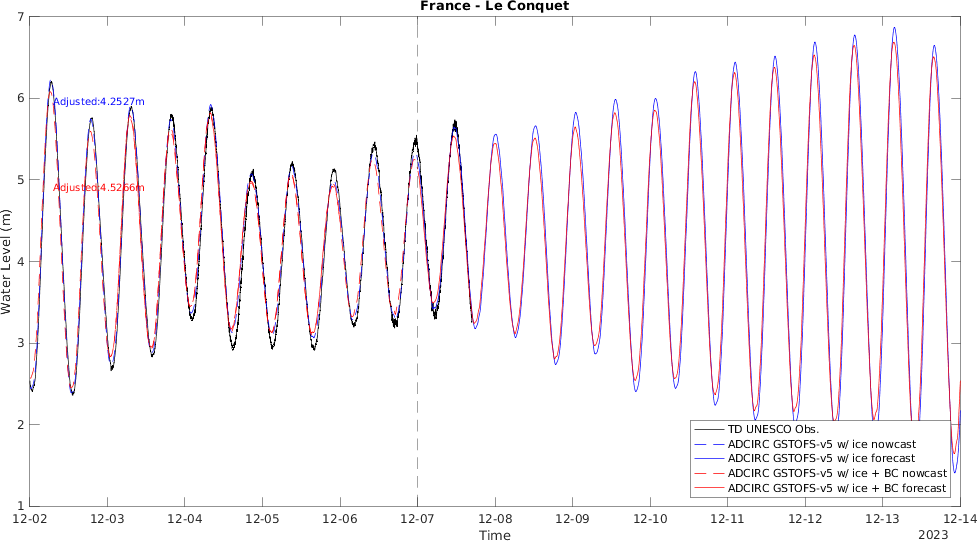 France - Le Conquet
7
6
5
4
3
2
1
Water Level (m)
Adjusted:4.2527m
Adjusted:4.5266m
TD UNESCO Obs.
ADCIRC GSTOFS-v5 w/ ice nowcast
ADCIRC GSTOFS-v5 w/ ice forecast
ADCIRC GSTOFS-v5 w/ ice + BC nowcast
ADCIRC GSTOFS-v5 w/ ice + BC forecast
12-02 12-03 12-04 12-05 12-06 12-07 12-08 12-09 12-10 12-11 12-12 12-13 12-14
Time
2023